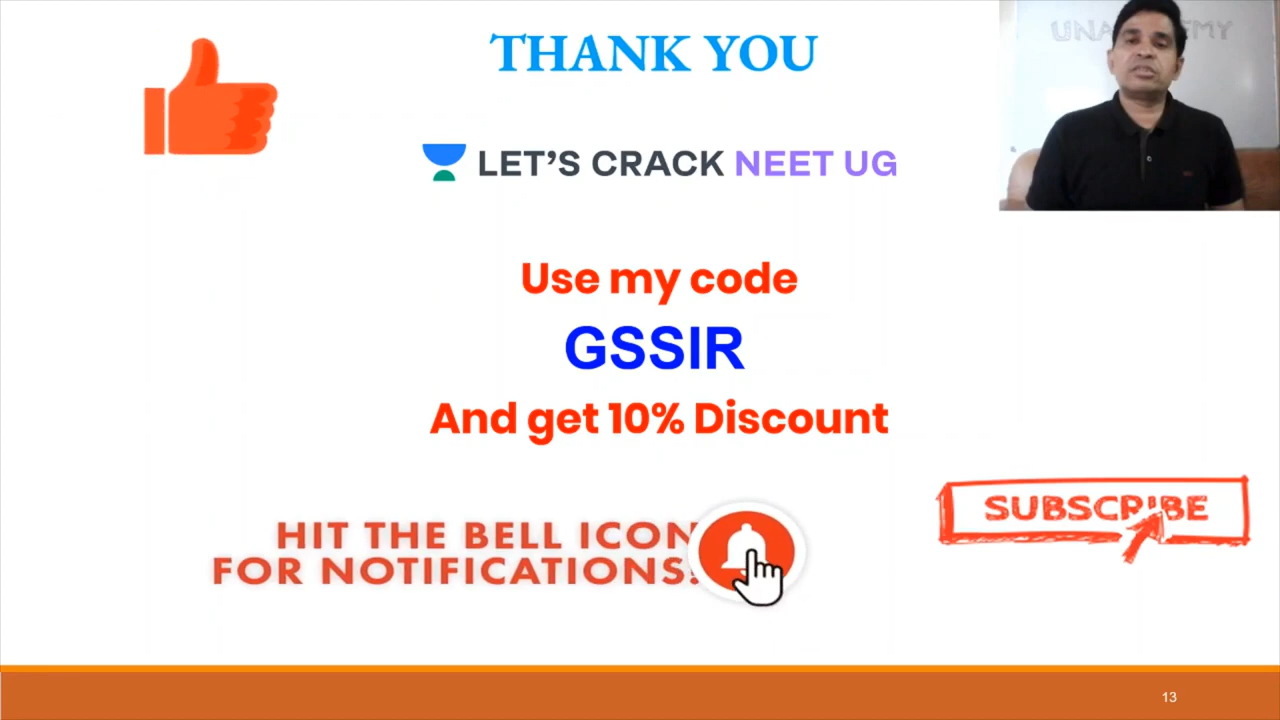 THANK YOU
LET'S CRACK NEET UG
Use my code
GSSIR
And get 10% Discount
HIT THE BELL ICON
FOR NOTIFICATIONS!
SUBSCRIBE
13